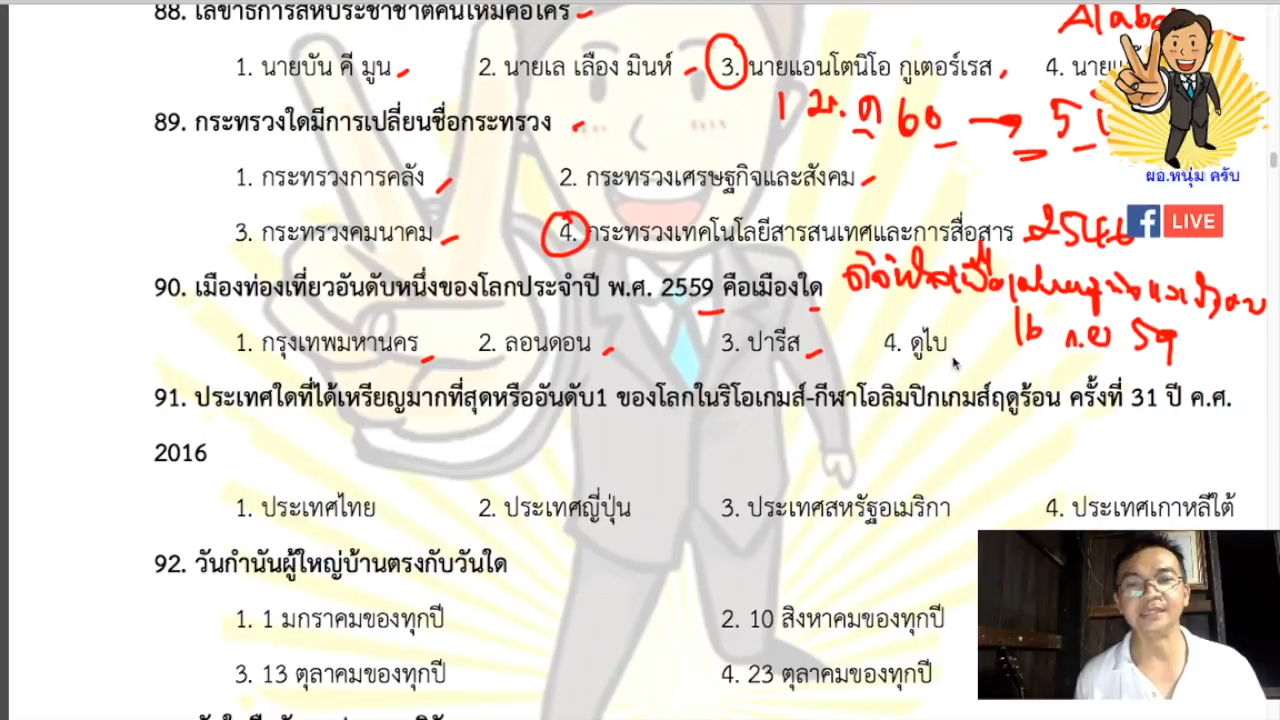 88. เลขาธิการสหประชาชาติคนใหม่คือใคร
1. นายบัน คี มูน 2. นายเล เลือง มินห์ 3. นายแอนโตนิโอ กูเตอร์เรส 4. นาย
1 ม.ค 60 → 5
ผอ.หนุ่ม ครับ
LIVE
89. กระทรวงใดมีการเปลี่ยนชื่อกระทรวง
1. กระทรวงการคลัง 2. กระทรวงเศรษฐกิจและสังคม
3. กระทรวงคมนาคม 4. กระทรวงเทคโนโลยีสารสนเทศและการสื่อสาร
16 ก.ย 59
90. เมืองท่องเที่ยวอันดับหนึ่งของโลกประจำปี พ.ศ. 2559 คือเมืองใด
1. กรุงเทพมหานคร 2. ลอนดอน 3. ปารีส 4. ดูไบ
91. ประเทศใดที่ได้เหรียญมากที่สุดหรืออันดับ1 ของโลกในริโอเกมส์-กีฬาโอลิมปิกเกมส์ฤดูร้อน ครั้งที่ 31 ปี ค.ศ.
2016
1. ประเทศไทย 2. ประเทศญี่ปุ่น 3. ประเทศสหรัฐอเมริกา 4. ประเทศเกาหลีใต้
92. วันกำนันผู้ใหญ่บ้านตรงกับวันใด
1. 1 มกราคมของทุกปี 2. 10 สิงหาคมของทุกปี
3. 13 ตุลาคมของทุกปี 4. 23 ตุลาคมของทุกปี